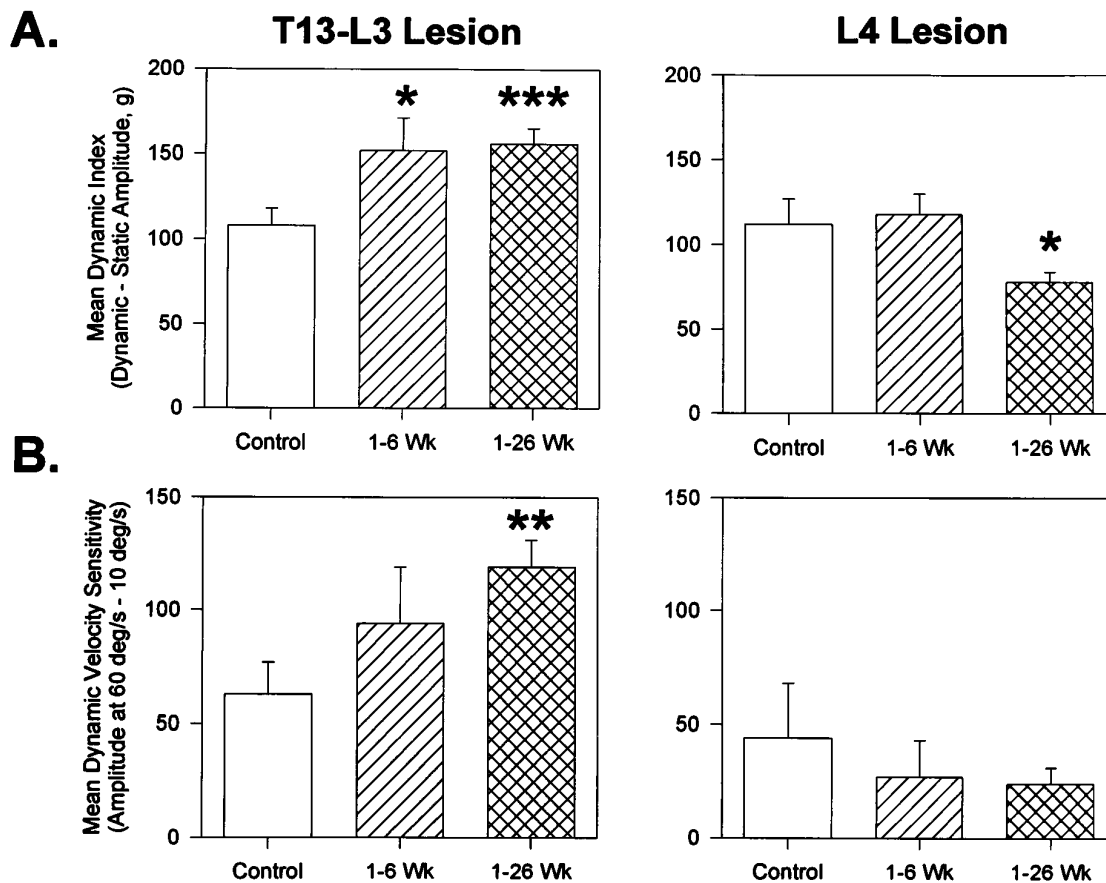 A.
T13-L3 Lesion
L4 Lesion
Mean Dynamic Index
(Dynamic - Static Amplitude, g)
200
150
100
50
0
*
***
Control
1-6 Wk
1-26 Wk
200
150
100
50
0
*
Control
1-6 Wk
1-26 Wk
B.
Mean Dynamic Velocity Sensitivity
(Amplitude at 60 deg/s - 10 deg/s)
150
100
50
0
**
Control
1-6 Wk
1-26 Wk
150
100
50
0
Control
1-6 Wk
1-26 Wk